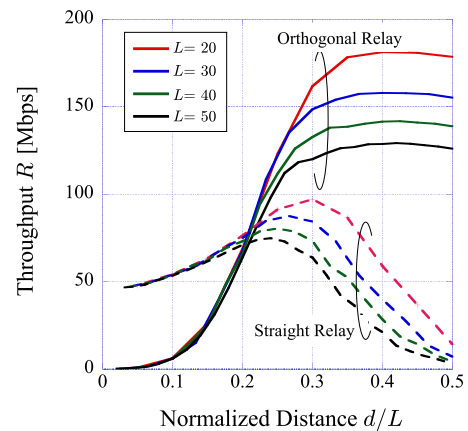 200
Orthogonal Relay
L= 20
L= 30
L= 40
L= 50
150
100
50
Straight Relay
0
0 0.1 0.2 0.3 0.4 0.5
Throughput R [Mbps]
Normalized Distance d/L